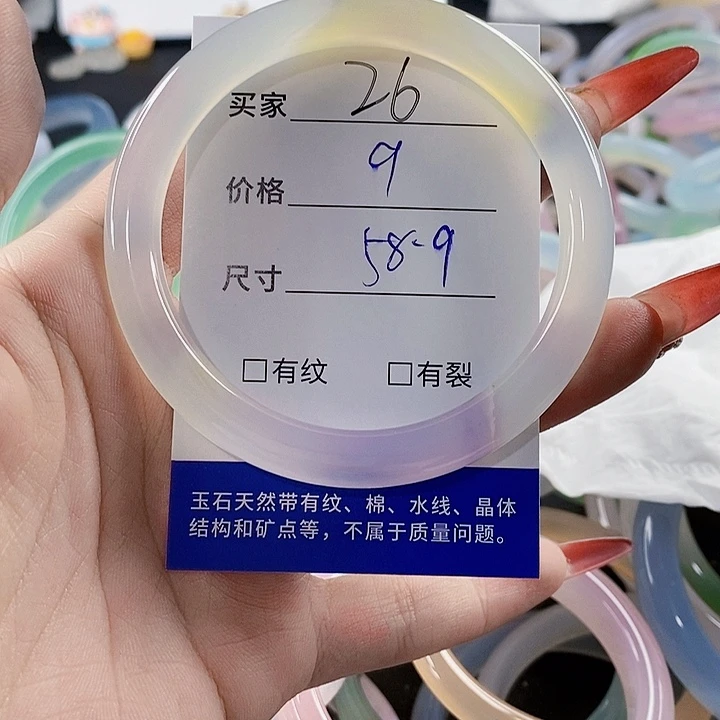 买家 26
价格 9
尺寸 58-9
□有纹 □有裂
玉石天然带有纹、棉、水线、晶体
结构和矿点等，不属于质量问题。